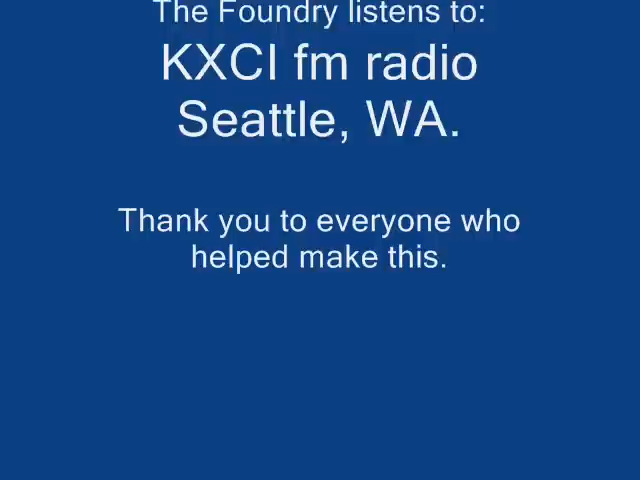 The Foundry listens to:
KXCI fm radio
Seattle, WA.
Thank you to everyone who
helped make this.